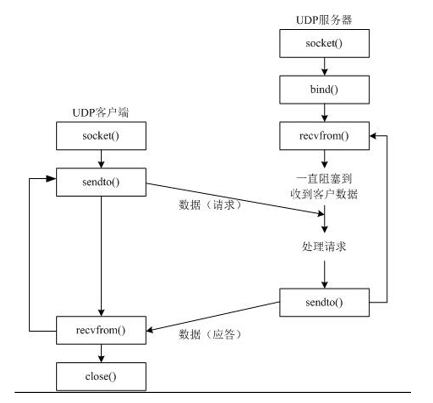 UDP服务器
socket()
bind()
UDP客户端
socket()
recvfrom()
sendto()
一直阻塞到
收到客户数据
数据（请求）
处理请求
sendto()
recvfrom()
数据（应答）
close()